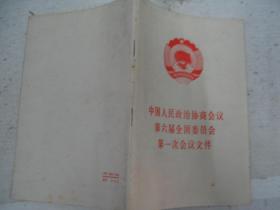 中国人民政治协商会议
第六届全国委员会
第一次会议文件